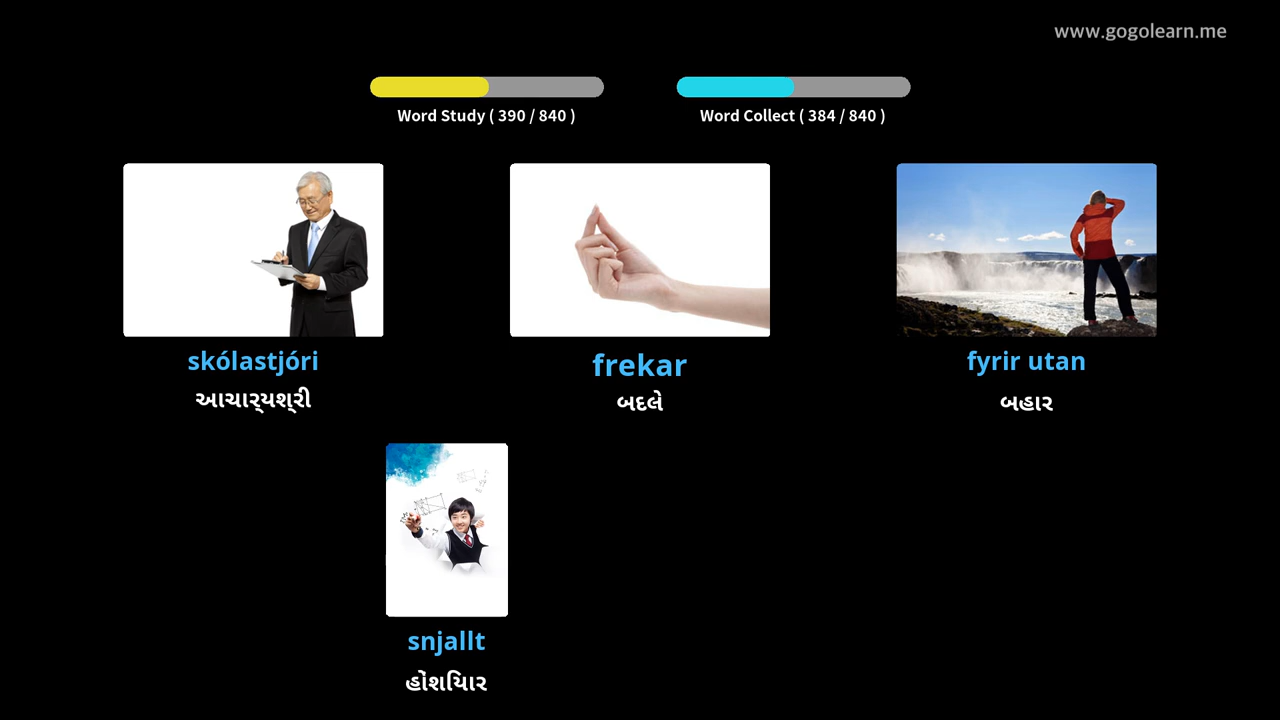 www.gogolearn.me
Word Study ( 390 / 840 )
Word Collect ( 384 / 840 )
skólastjóri
frekar
fyrir utan
આચાર્યશ્રી
બદલે
બહાર
snjallt
હોશિયાર